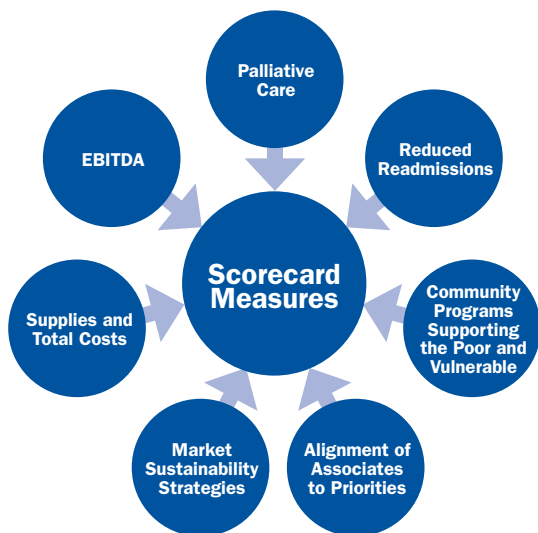 Palliative
Care
EBITDA
Reduced
Readmissions
Scorecard
Measures
Supplies and
Total Costs
Community
Programs
Supporting
the Poor and
Vulnerable
Market
Sustainability
Strategies
Alignment of
Associates
to Priorities